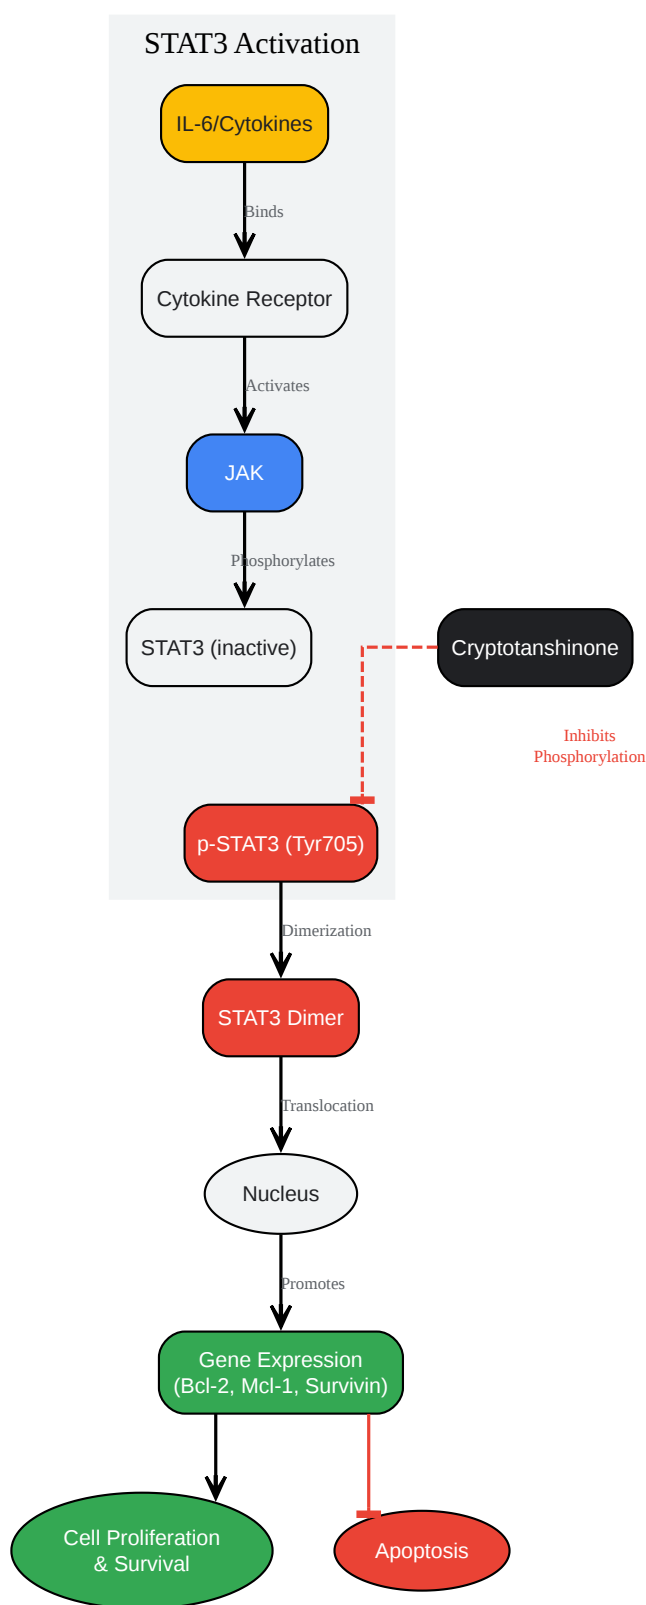 STAT3 Activation
IL-6/Cytokines
Binds
Cytokine Receptor
Activates
JAK
Phosphorylates
STAT3 (inactive)
Cryptotanshinone
Inhibits
Phosphorylation
p-STAT3 (Tyr705)
Dimerization
STAT3 Dimer
Translocation
Nucleus
Promotes
Gene Expression
(Bcl-2, Mcl-1, Survivin)
Cell Proliferation
& Survival
Apoptosis